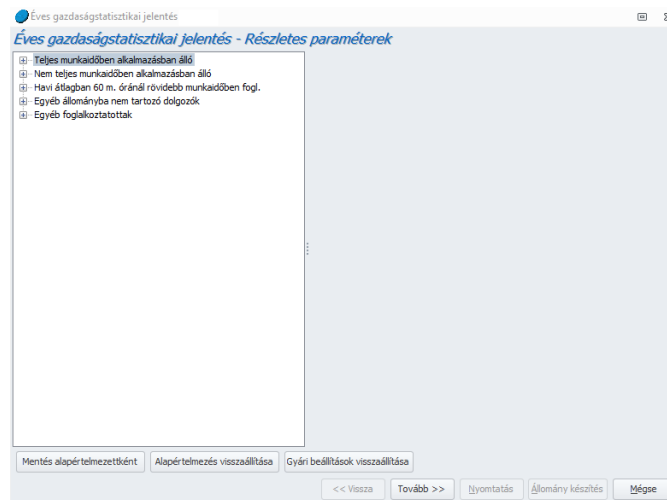 Éves gazdaságstatisztikai jelentés
Éves gazdaságstatisztikai jelentés - Részletes paraméterek
Teljes munkaidőben alkalmazásban álló
Nem teljes munkaidőben alkalmazásban álló
Havi átlagban 60 m. óránál rövidebb munkaidőben fogl.
Egyéb állományba nem tartozó dolgozók
Egyéb foglalkoztatottak
Mentés alapértelmezettként Alapértelmezés visszaállítása Gyári beállítások visszaállítása
<< Vissza Tovább >> Nyomtatás Állomány készítés Mégse